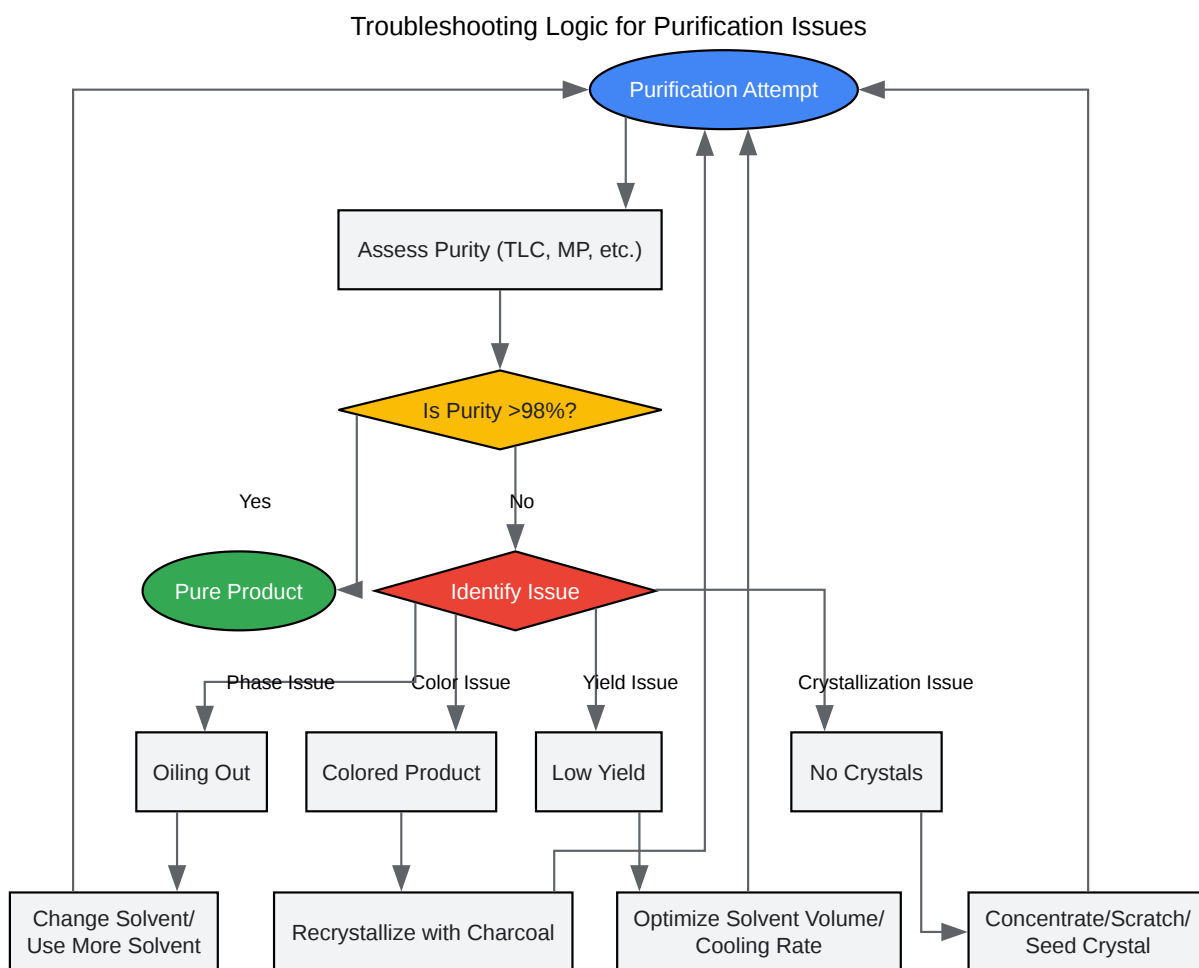 Troubleshooting Logic for Purification Issues
Purification Attempt
Assess Purity (TLC, MP, etc.)
Is Purity >98%?
Yes
No
Pure Product
Identify Issue
Phase Issue
Color Issue
Yield Issue
Crystallization Issue
Oiling Out
Colored Product
Low Yield
No Crystals
Change Solvent/
Use More Solvent
Recrystallize with Charcoal
Optimize Solvent Volume/
Cooling Rate
Concentrate/Scratch/
Seed Crystal